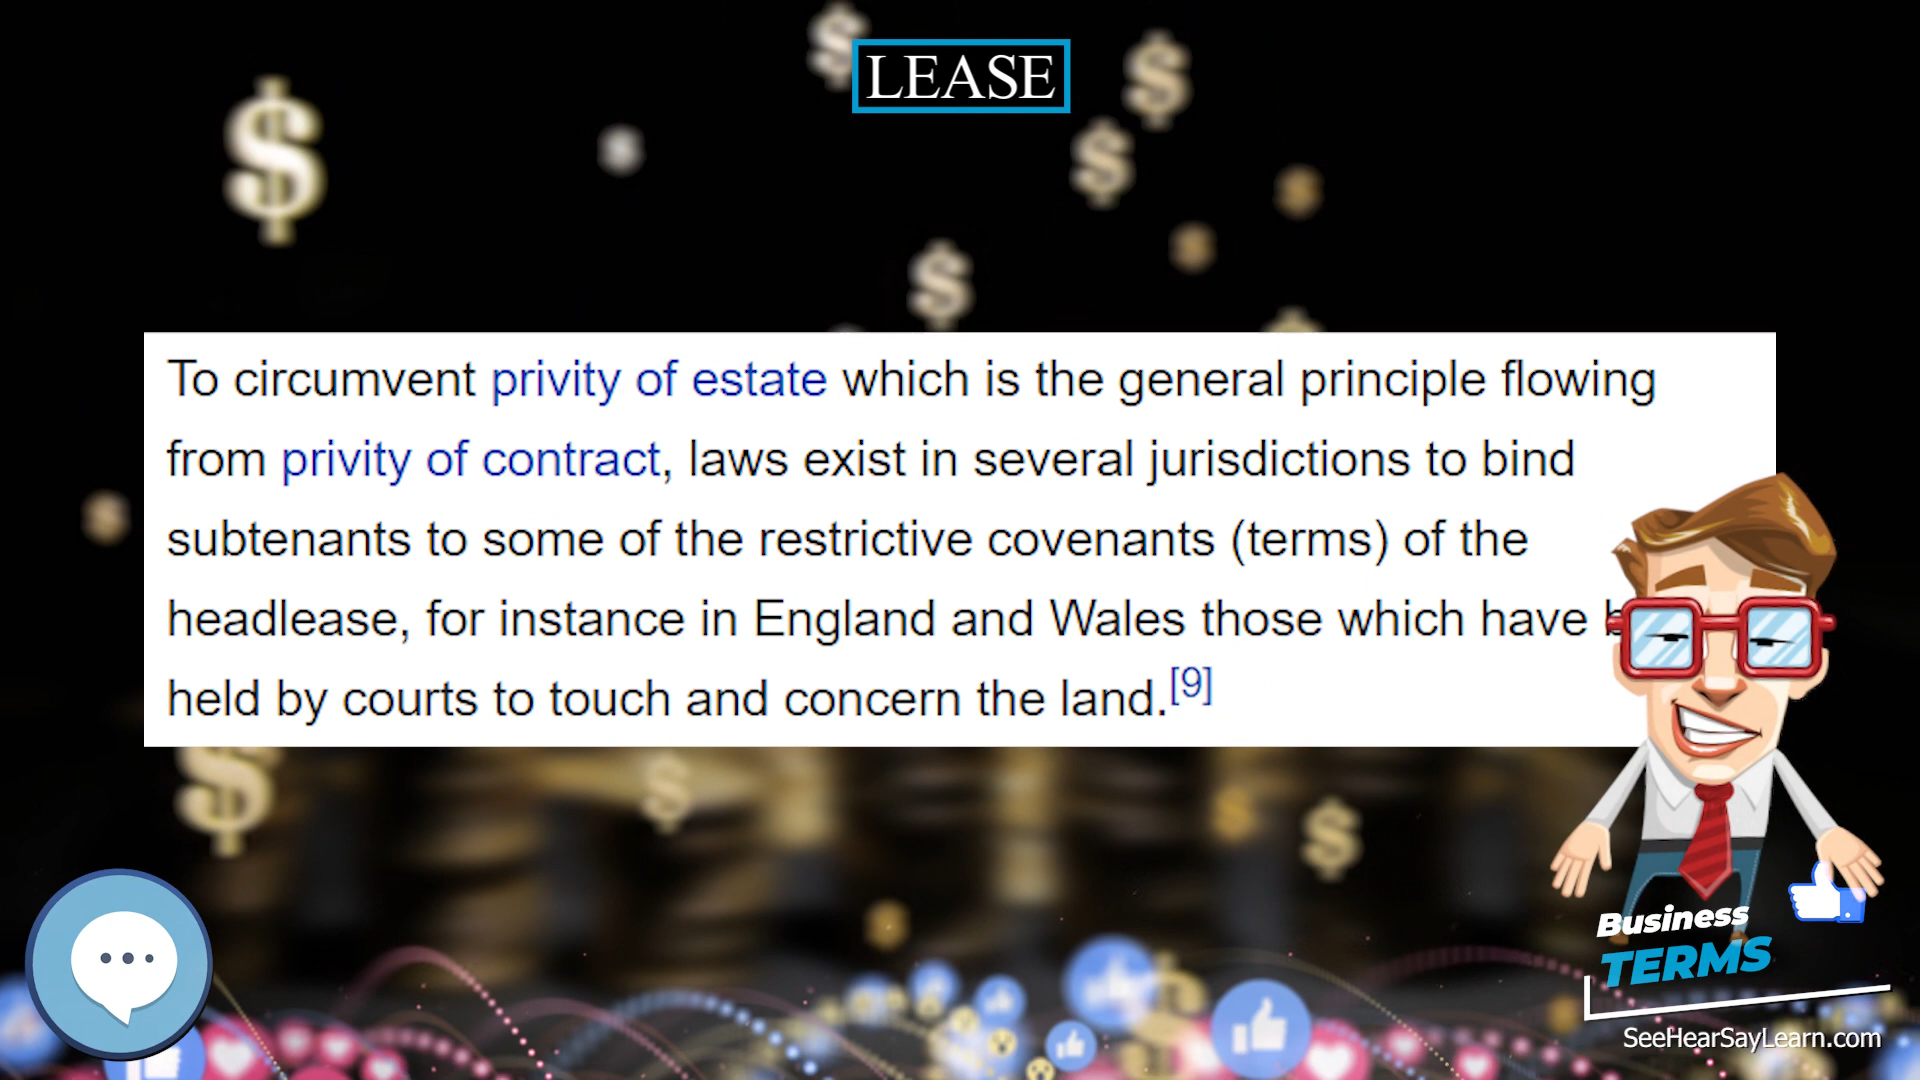 LEASE
To circumvent privity of estate which is the general principle flowing
from privity of contract, laws exist in several jurisdictions to bind
subtenants to some of the restrictive covenants (terms) of the
headlease, for instance in England and Wales those which have
held by courts to touch and concern the land.[9]
Business
TERMS
SeeHearSayLearn.com